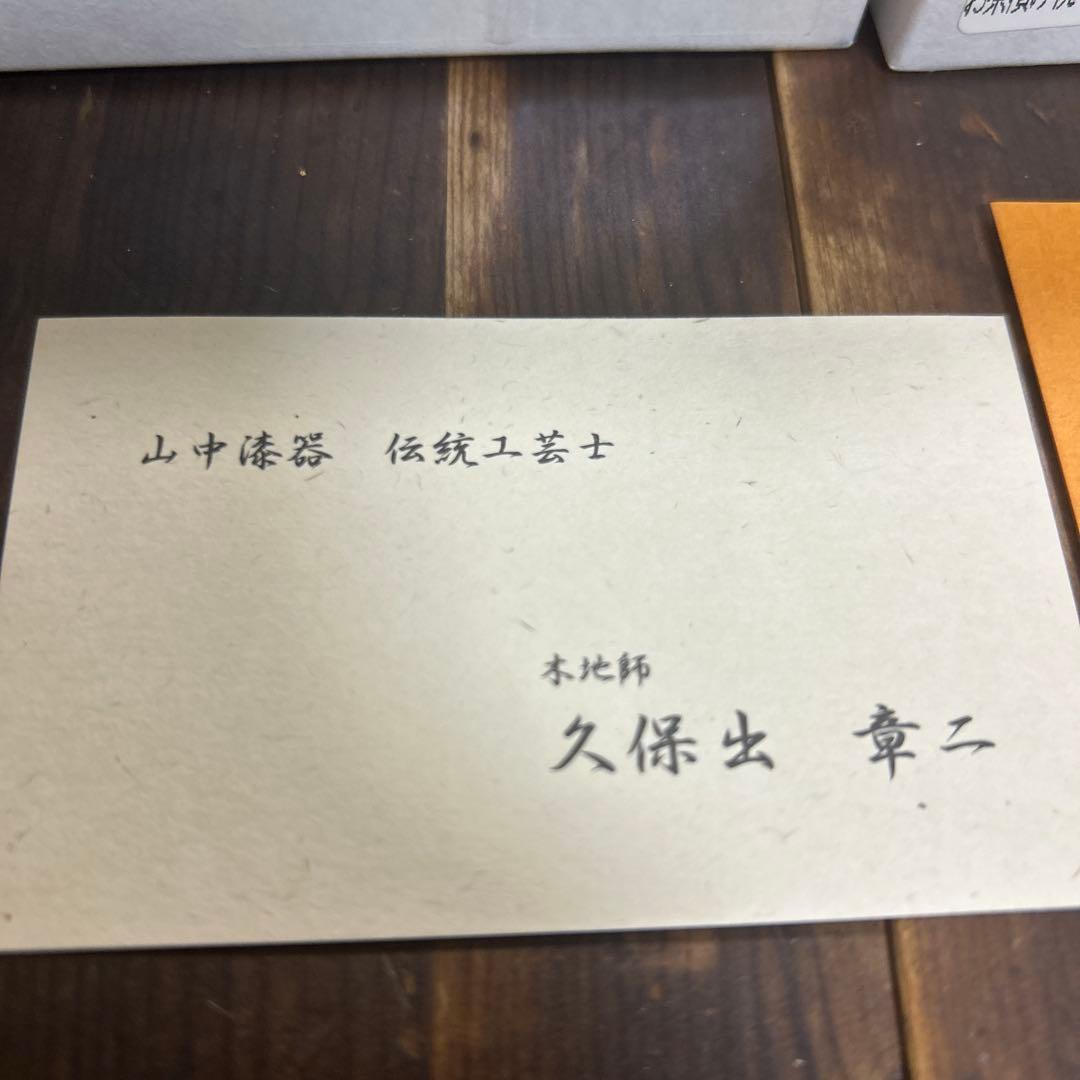 山中漆器　伝統工芸士
木地師
久保出　章二